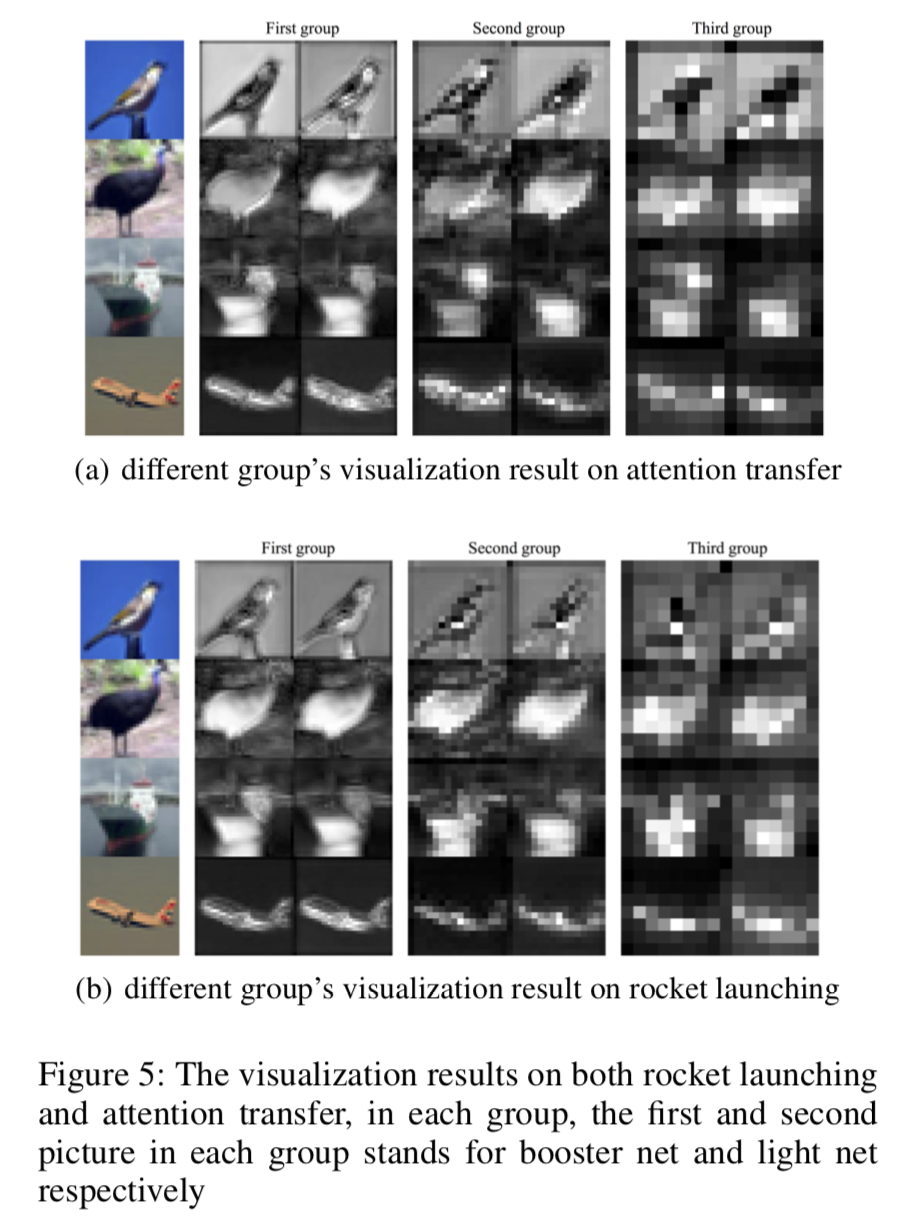 First group Second group Third group
(a) different group's visualization result on attention transfer
First group Second group Third group
(b) different group's visualization result on rocket launching
Figure 5: The visualization results on both rocket launching
and attention transfer, in each group, the first and second
picture in each group stands for booster net and light net
respectively